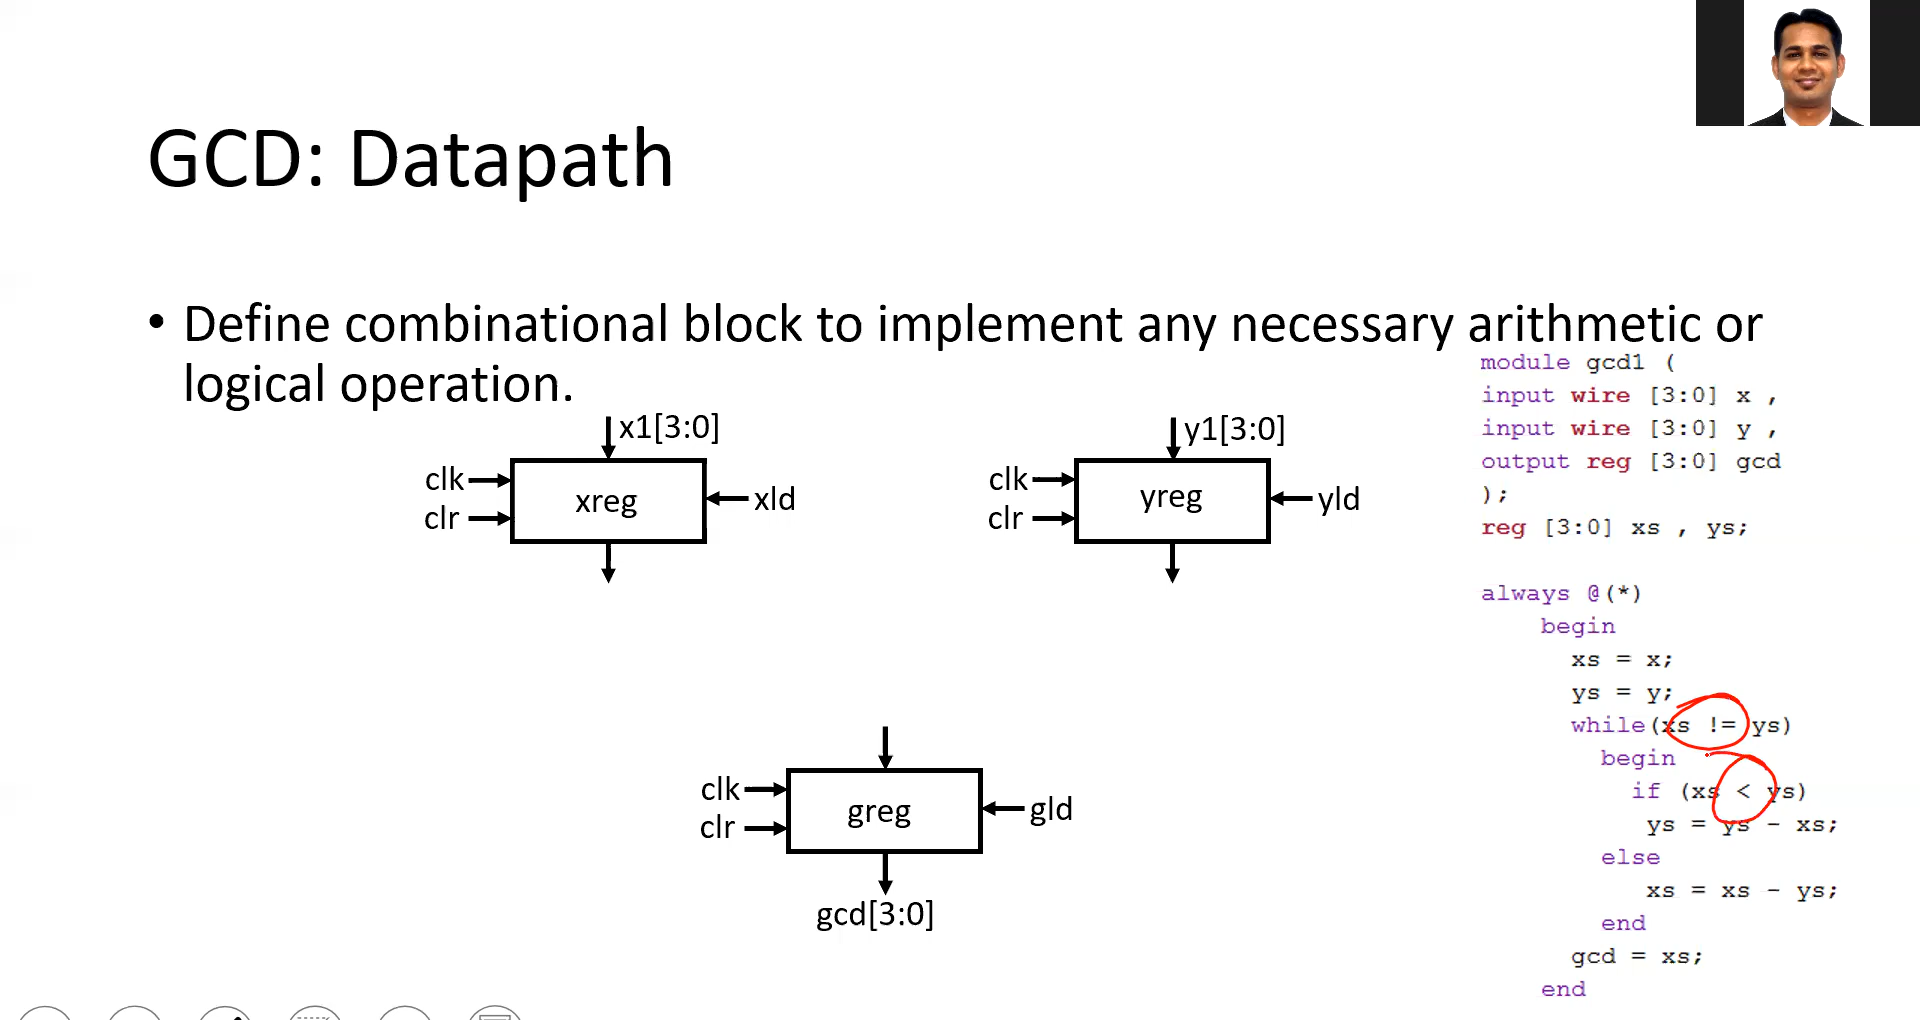 GCD: Datapath
• Define combinational block to implement any necessary arithmetic or
logical operation.
x1[3:0]
clk
clr
xreg
xld
y1[3:0]
clk
clr
yreg
yld
clk
clr
greg
gld
gcd[3:0]
module gcd1 (
input wire [3:0] x ,
input wire [3:0] y ,
output reg [3:0] gcd
);
reg [3:0] xs , ys;
always @(*)
begin
xs = x;
ys = y;
while(xs != ys)
begin
if (xs < ys)
ys = ys - xs;
else
xs = xs - ys;
end
gcd = xs;
end